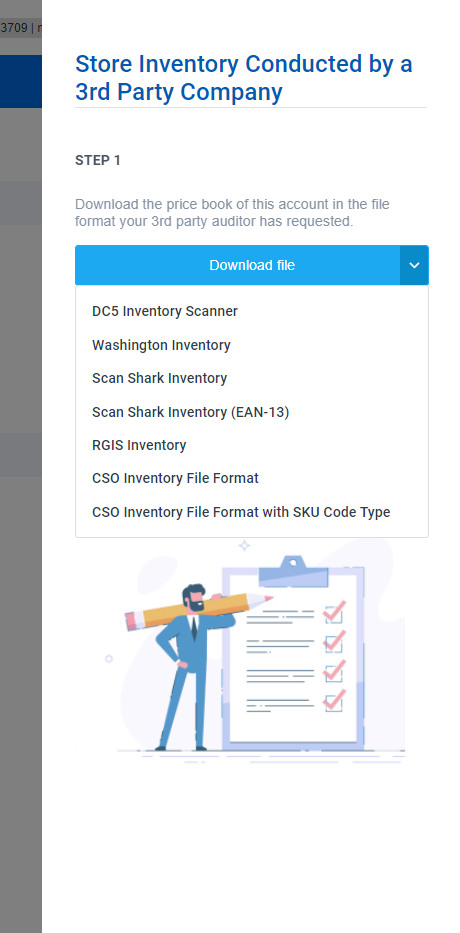 3709 |
Store Inventory Conducted by a
3rd Party Company
STEP 1
Download the price book of this account in the file
format your 3rd party auditor has requested.
Download file
DC5 Inventory Scanner
Washington Inventory
Scan Shark Inventory
Scan Shark Inventory (EAN-13)
RGIS Inventory
CSO Inventory File Format
CSO Inventory File Format with SKU Code Type